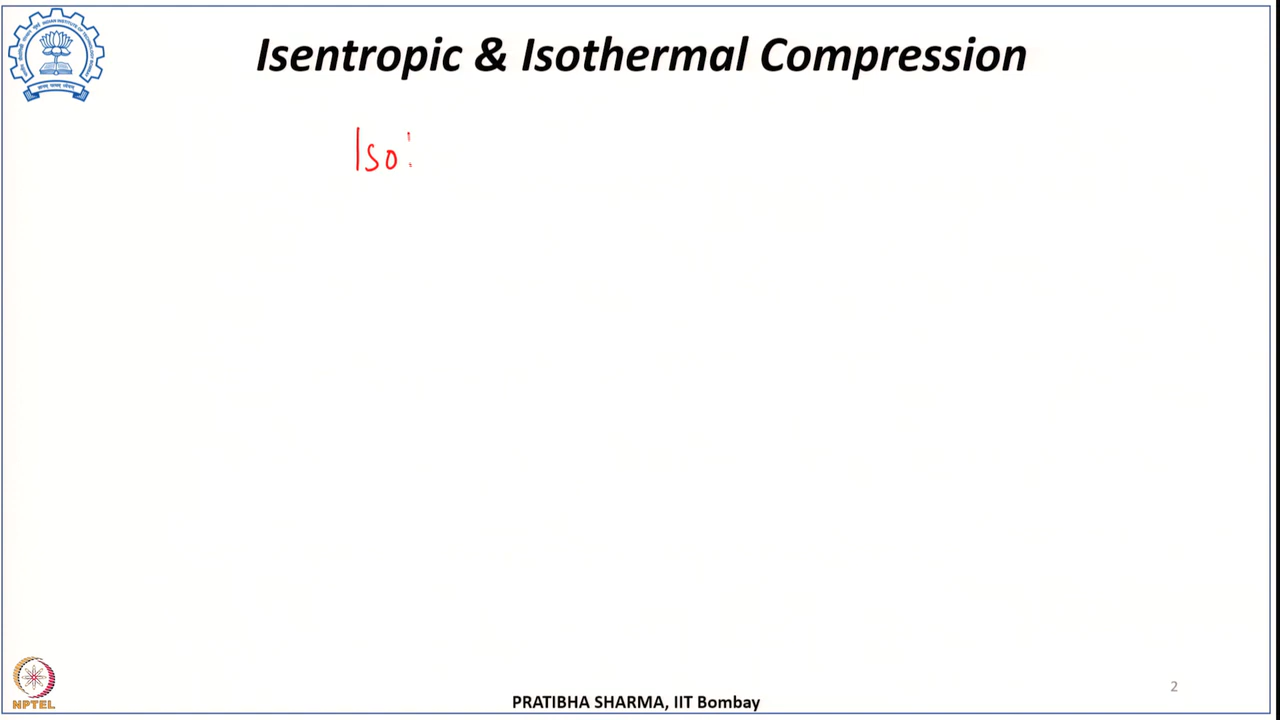 Isentropic & Isothermal Compression
Iso
NPTEL
PRATIBHA SHARMA, IIT Bombay
2